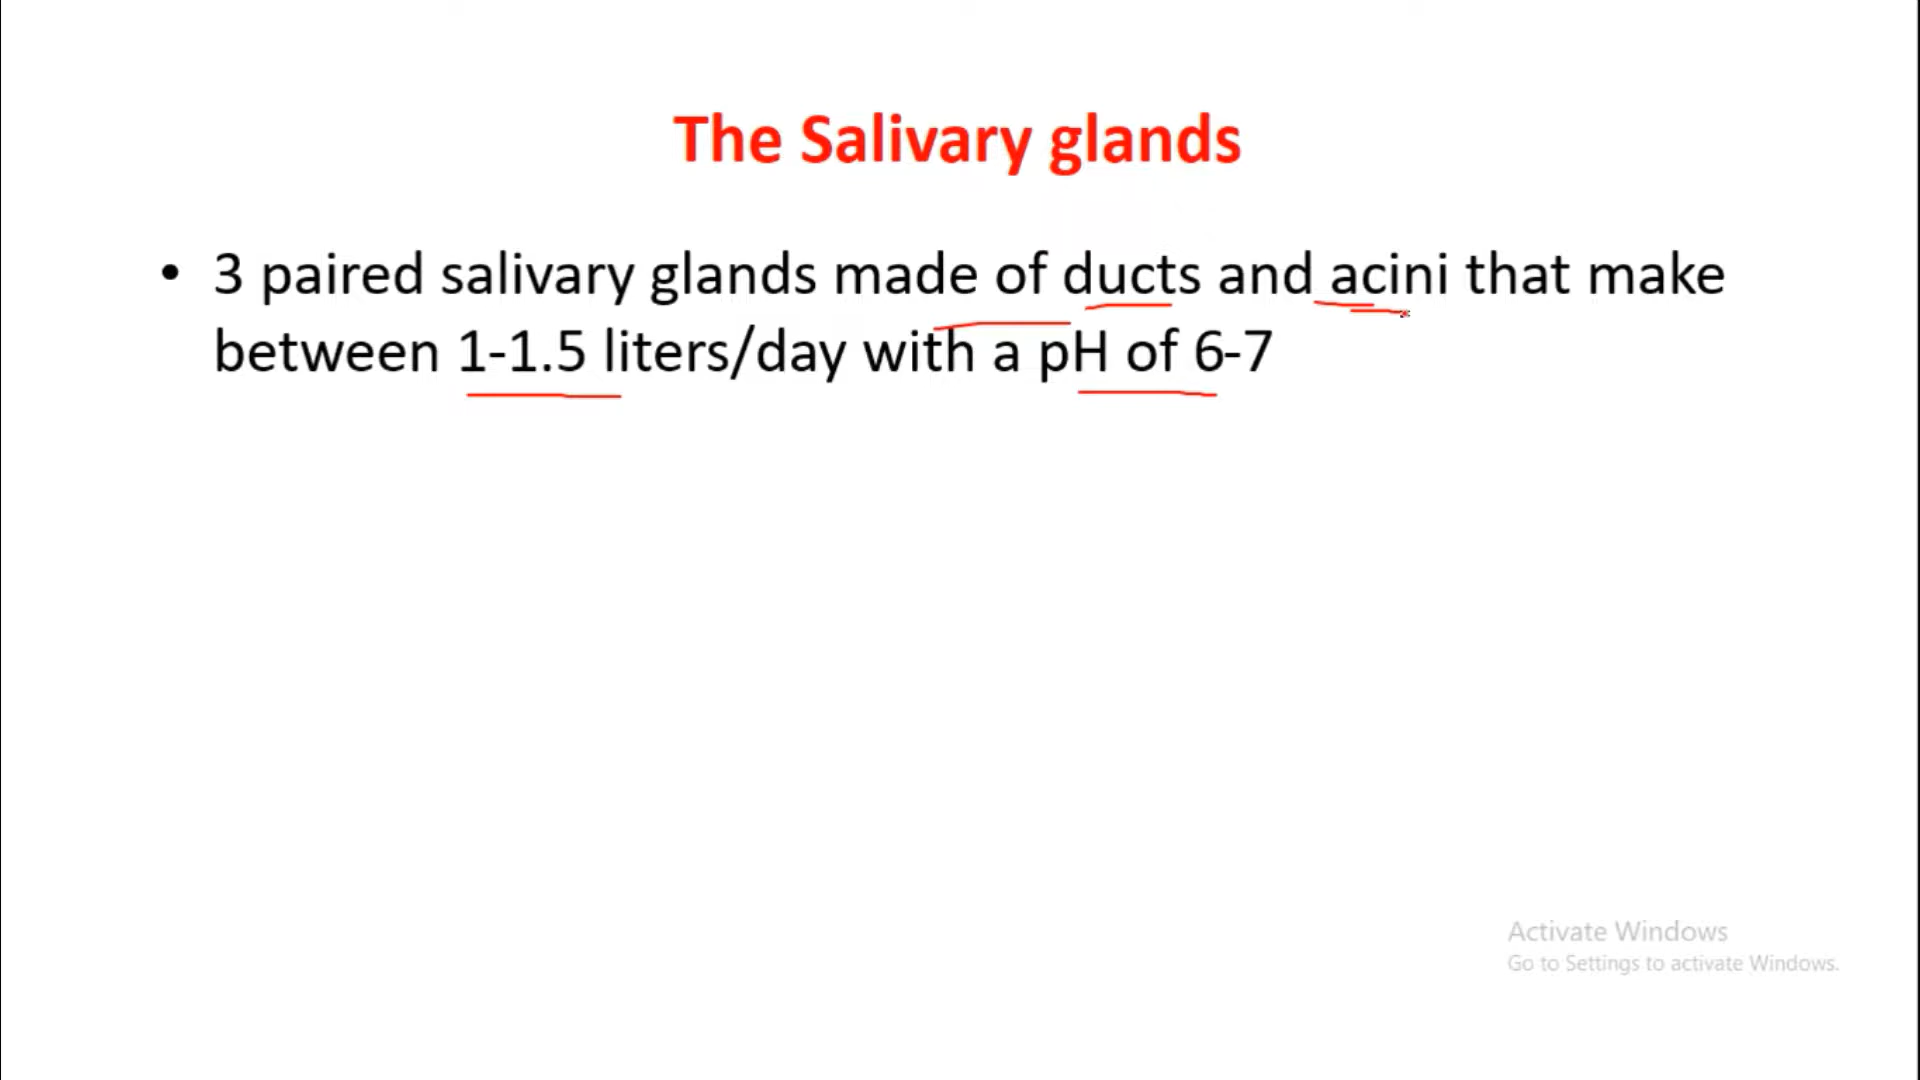 The Salivary glands
• 3 paired salivary glands made of ducts and acini that make
between 1-1.5 liters/day with a pH of 6-7
Activate Windows
Go to Settings to activate Windows.